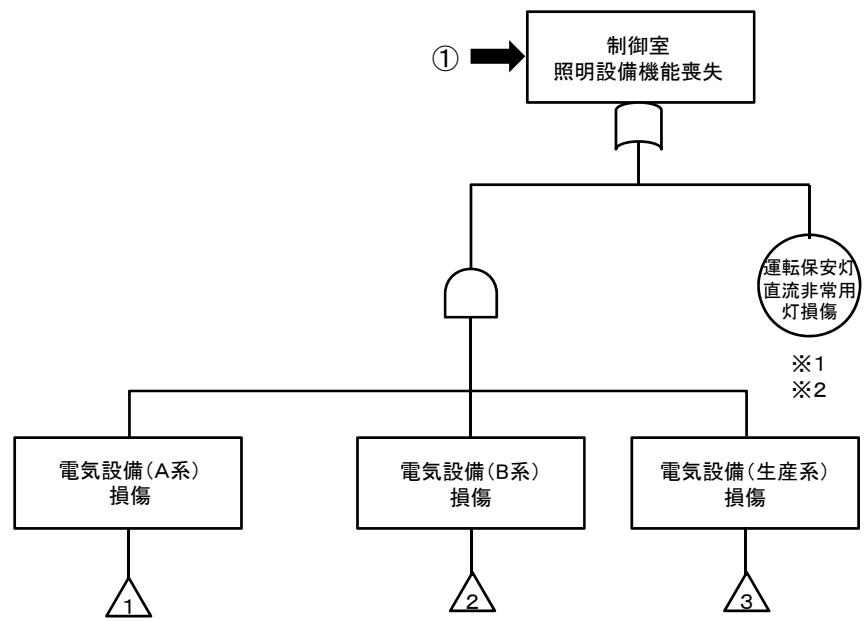 ①
制御室
照明設備機能喪失
運転保安灯
直流非常用
灯損傷
※1
※2
電気設備(A系)
損傷
電気設備(B系)
損傷
電気設備(生産系)
損傷
1
2
3